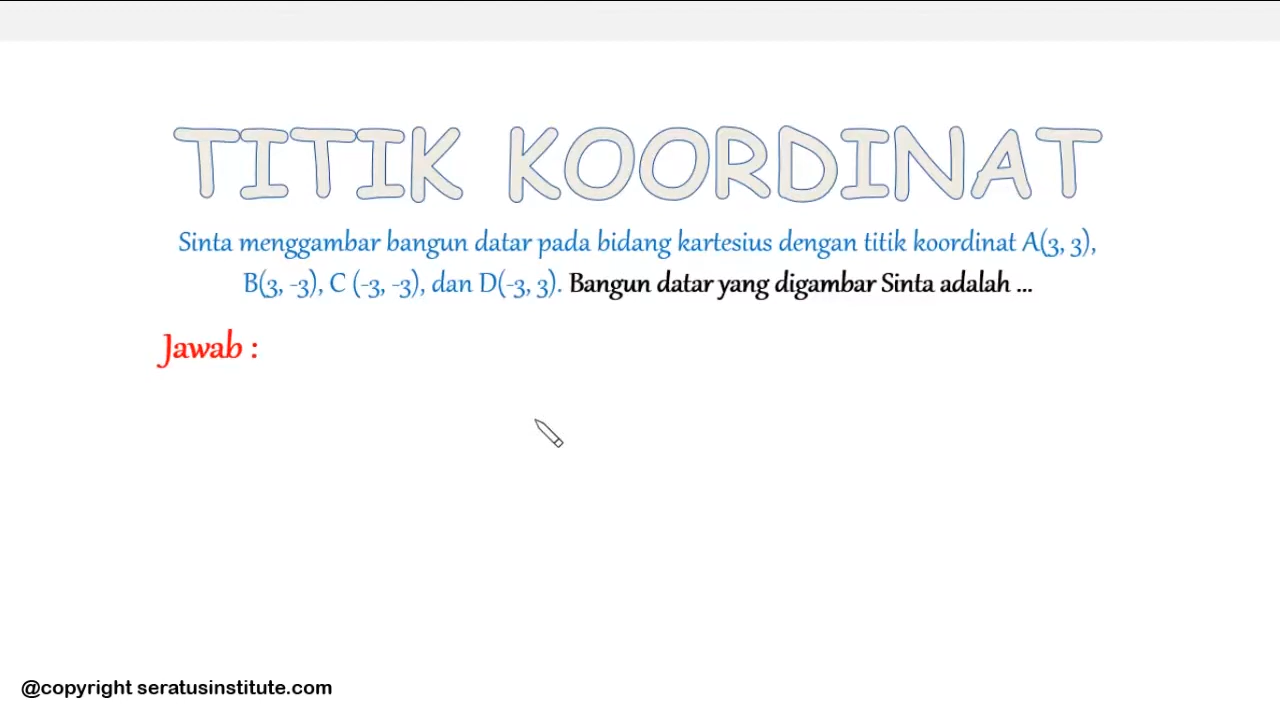 TITIK KOORDINAT
Sinta menggambar bangun datar pada bidang kartesius dengan titik koordinat A(3, 3),
B(3, -3), C (-3, -3), dan D(-3, 3). Bangun datar yang digambar Sinta adalah ...
Jawab :
@copyright seratusinstitute.com